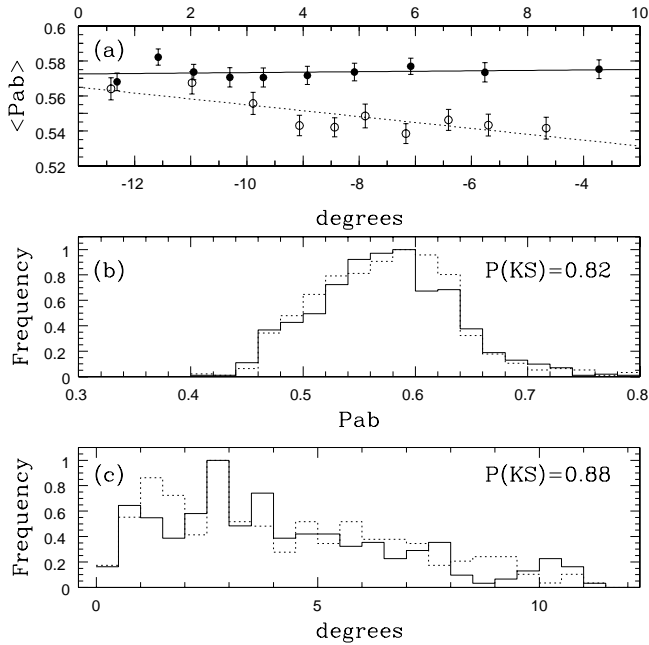 0 2 4 6 8 10
0.6
(a)
0.58
0.56
0.54
0.52
<Pab>
-12 -10 -8 -6 -4
degrees
1
(b)
P(KS)=0.82
0.8
0.6
0.4
0.2
0
Frequency
0.3 0.4 0.5 0.6 0.7 0.8
Pab
1
(c)
P(KS)=0.88
0.8
0.6
0.4
0.2
0
Frequency
0 5 10
degrees